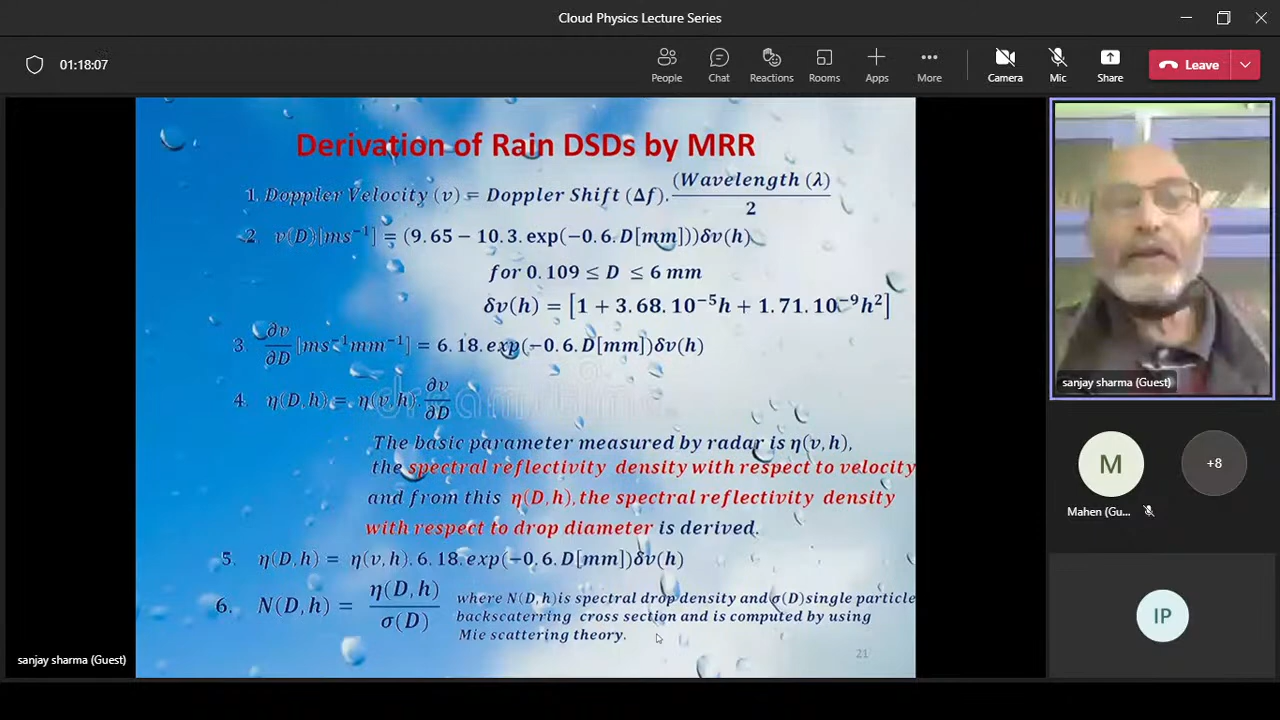 Cloud Physics Lecture Series
01:18:07
People
Chat
Reactions
Rooms
Apps
More
Camera
Mic
Share
Leave
Derivation of Rain DSDs by MRR
1. Doppler Velocity (v) = Doppler Shift (Δf). (Wavelength (λ) / 2
2. v(D)[ms⁻¹] = (9.65 − 10.3. exp(−0.6. D[mm]))δv(h)
for 0.109 ≤ D ≤ 6 mm
δv(h) = [1 + 3.68. 10⁻⁵h + 1.71. 10⁻⁹h²]
3. ∂v/∂D [ms⁻¹mm⁻¹] = 6.18. exp(−0.6. D[mm])δv(h)
4. η(D, h) = η(v, h) ∂v/∂D
dreamstime
The basic parameter measured by radar is η(v, h),
the spectral reflectivity density with respect to velocity
and from this η(D, h), the spectral reflectivity density
with respect to drop diameter is derived.
5. η(D, h) = η(v, h). 6.18. exp(−0.6. D[mm])δv(h)
6. N(D, h) = η(D, h) / σ(D) where N(D, h)is spectral drop density and σ(D)single particle
backscaterring cross section and is computed by using
Mie scattering theory.
21
sanjay sharma (Guest)
sanjay sharma (Guest)
M
+8
Mahen (Gu...
IP